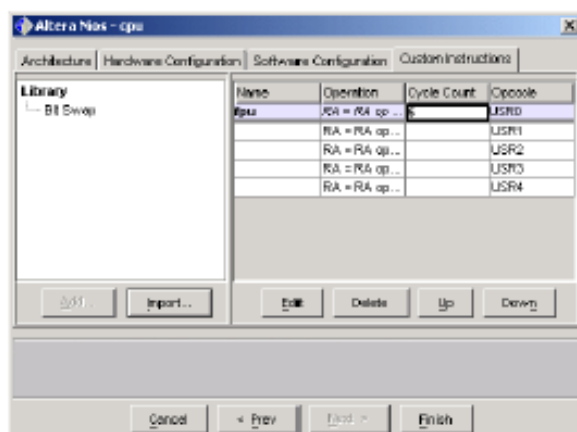 Altera Nios - cpu
Architecture Hardware Configuration Software Configuration Custom Instructions
Library
Bit Swap
Name Operation Cycle Count Opcode
fpu RA = RA op ... 6 USR0
RA = RA op... USR1
RA = RA op... USR2
RA = RA op... USR3
RA = RA op... USR4
Add... Import... Edit Delete Up Down
Cancel < Prev Next > Finish